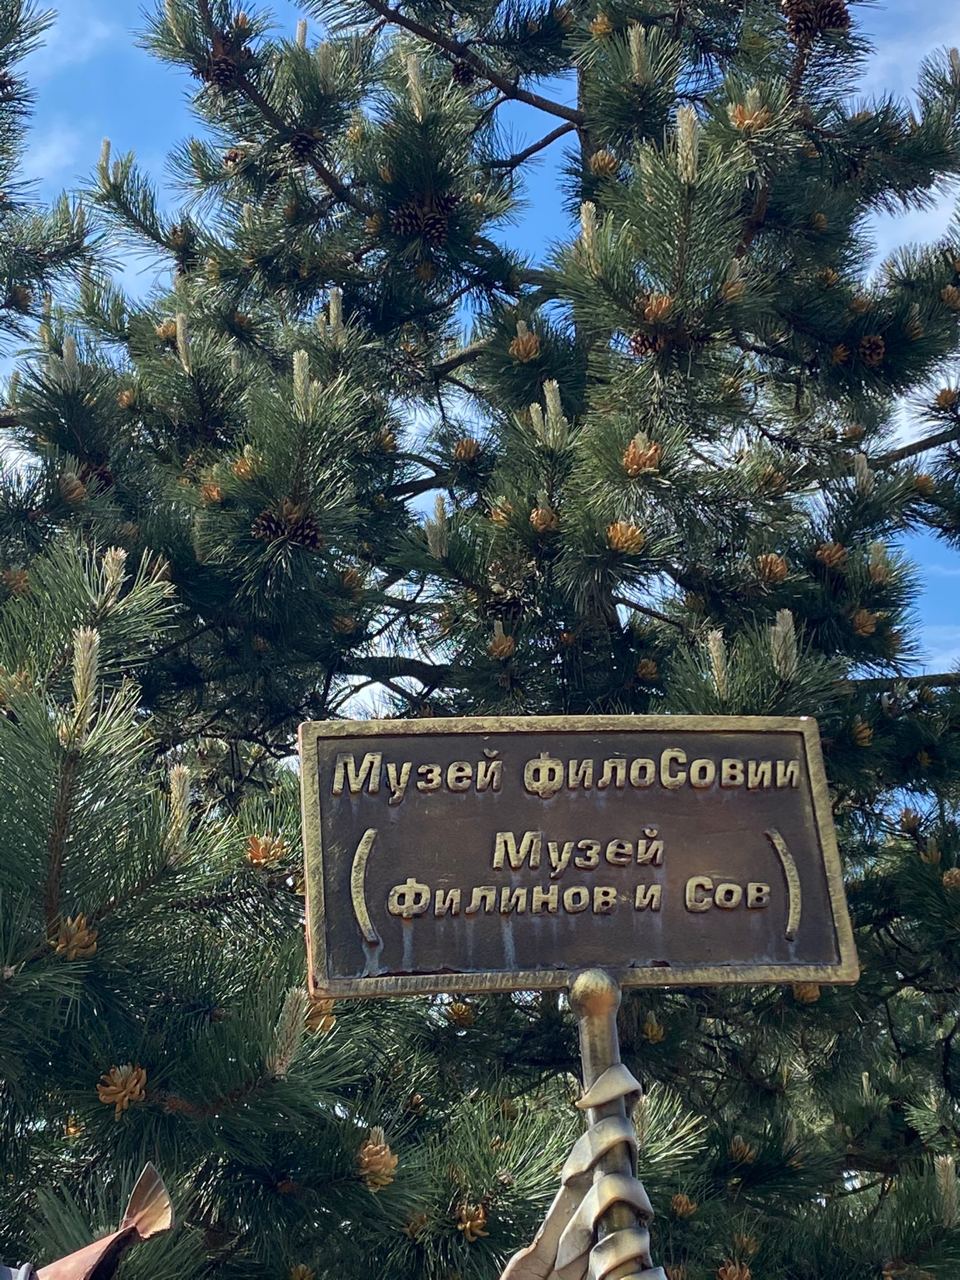 Музей филоСовии
( Музей
Филинов и Сов )